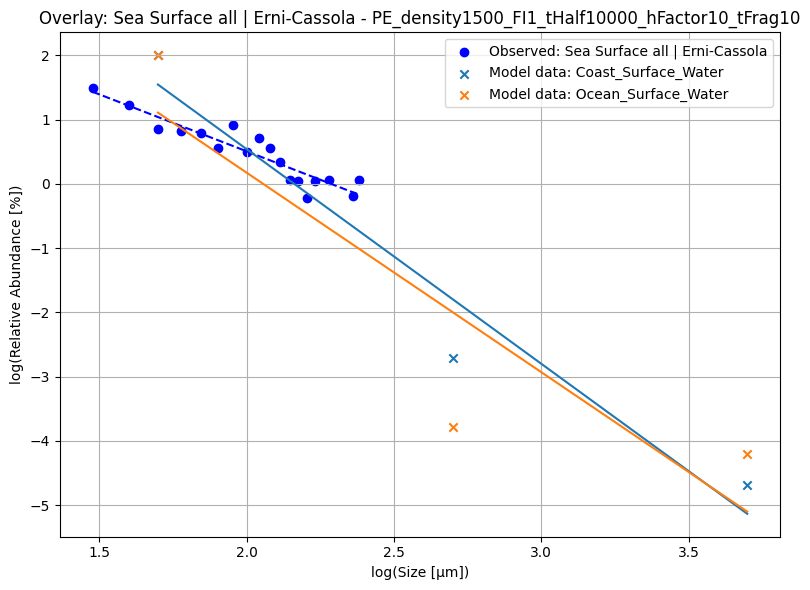 Overlay: Sea Surface all | Erni-Cassola - PE_density1500_FI1_tHalf10000_hFactor10_tFrag10
Observed: Sea Surface all | Erni-Cassola
Model data: Coast_Surface_Water
Model data: Ocean_Surface_Water
log(Relative Abundance [%])
2
1
0
−1
−2
−3
−4
−5
1.5
2.0
2.5
3.0
3.5
log(Size [μm])